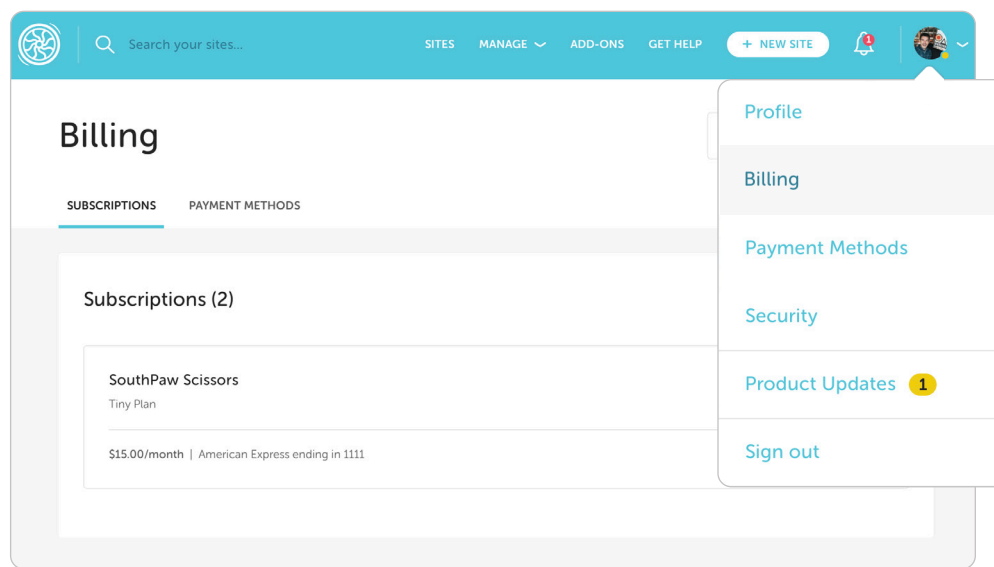 Search your sites...
SITES MANAGE ADD-ONS GET HELP + NEW SITE 1
Billing
SUBSCRIPTIONS PAYMENT METHODS
Subscriptions (2)
SouthPaw Scissors
Tiny Plan
$15.00/month | American Express ending in 1111
Profile
Billing
Payment Methods
Security
Product Updates 1
Sign out